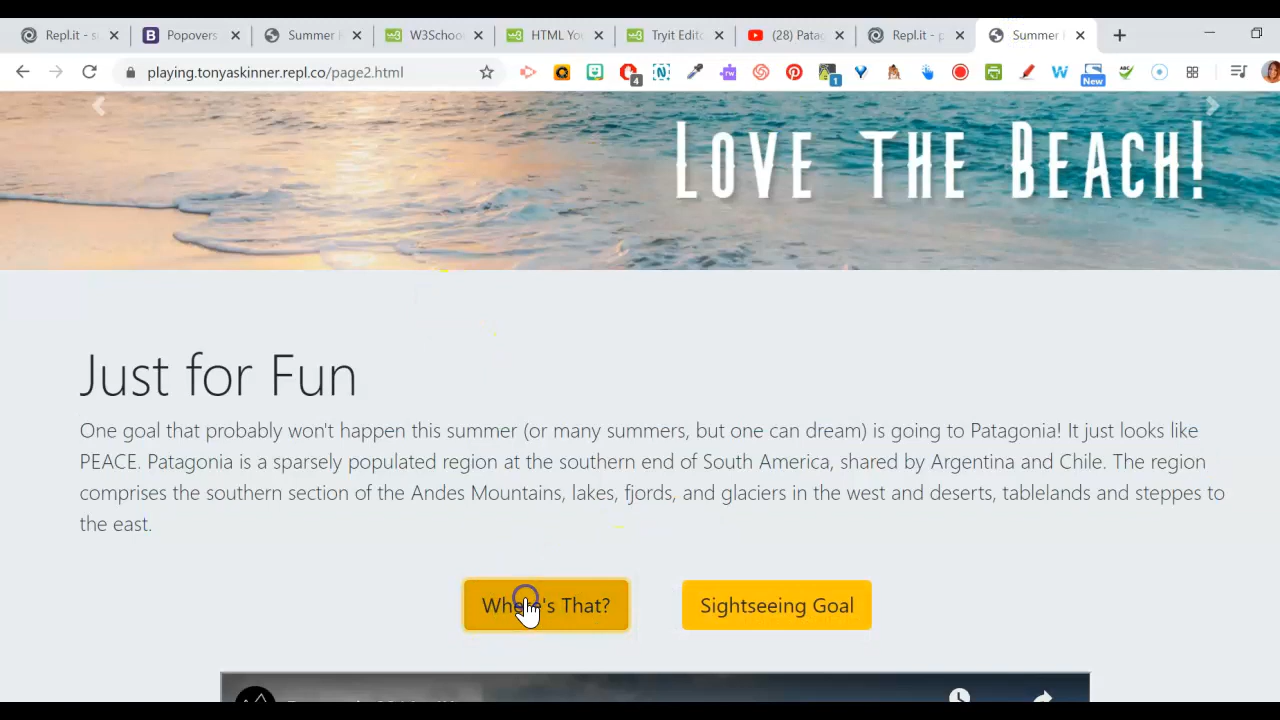 Repl.it - s
Popovers
Summer
W3Schoo
HTML Yo
Tryit Edit
(28) Patag
Repl.it - p
Summer
playing.tonyaskinner.repl.co/page2.html
4
1
New
ABC
LOVE THE BEACH!
Just for Fun
One goal that probably won't happen this summer (or many summers, but one can dream) is going to Patagonia! It just looks like
PEACE. Patagonia is a sparsely populated region at the southern end of South America, shared by Argentina and Chile. The region
comprises the southern section of the Andes Mountains, lakes, fjords, and glaciers in the west and deserts, tablelands and steppes to
the east.
Where's That?
Sightseeing Goal